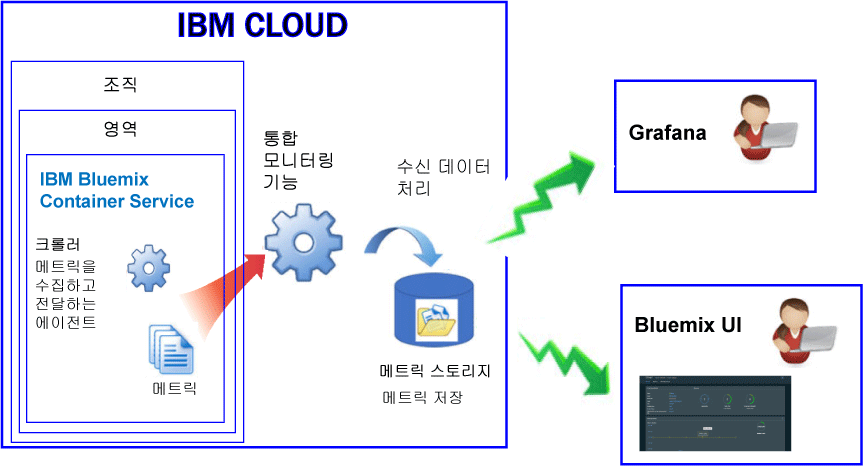 IBM CLOUD
조직
영역
IBM Bluemix
Container Service
크롤러
메트릭을
수집하고
전달하는
에이전트
메트릭
통합
모니터링
기능
수신 데이터
처리
메트릭 스토리지
메트릭 저장
Grafana
Bluemix UI